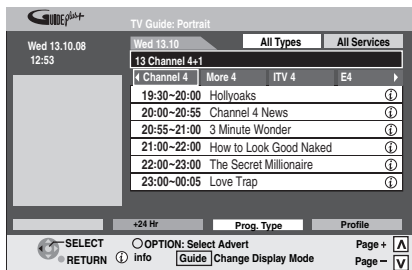 GUIDE plus+
TV Guide: Portrait
Wed 13.10.08
12:53
Wed 13.10 All Types All Services
13 Channel 4+1
Channel 4 More 4 ITV 4 E4
19:30~20:00 Hollyoaks
20:00~20:55 Channel 4 News
20:55~21:00 3 Minute Wonder
21:00~22:00 How to Look Good Naked
22:00~23:00 The Secret Millionaire
23:00~00:05 Love Trap
+24 Hr Prog. Type Profile
SELECT
RETURN
OPTION: Select Advert
i info Guide Change Display Mode
Page +
Page −